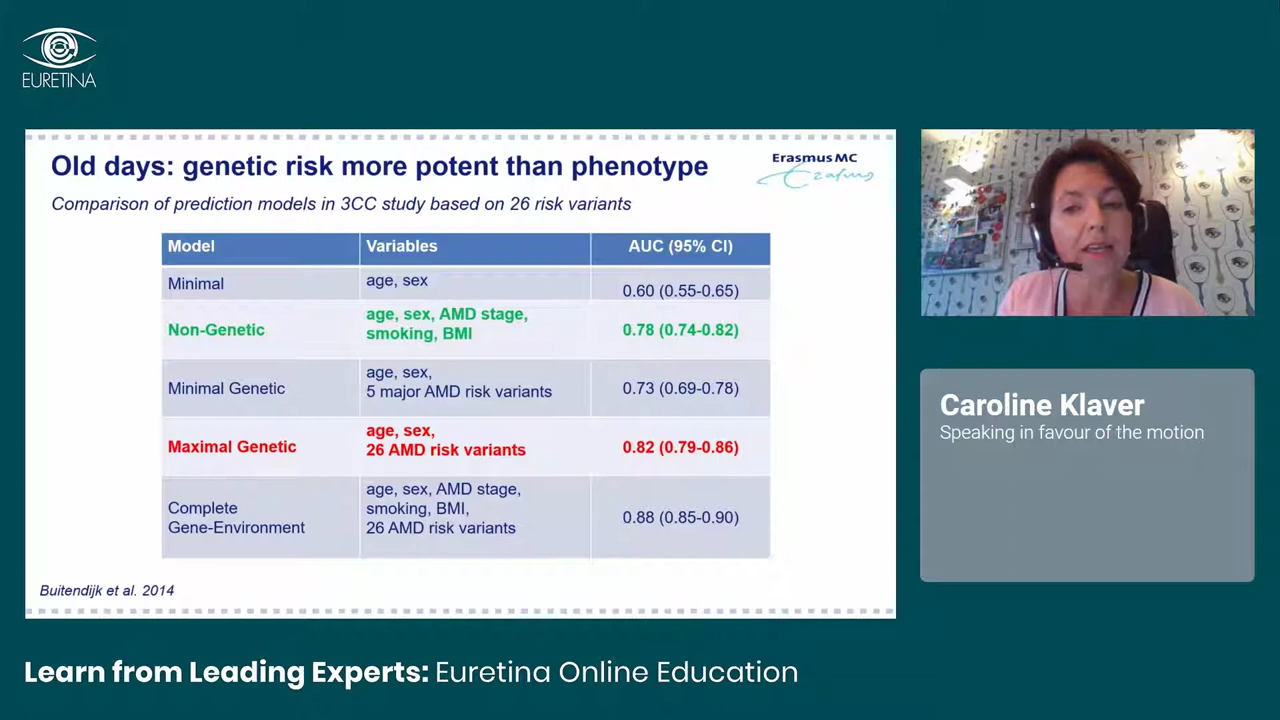 EURETINA
Old days: genetic risk more potent than phenotype
Erasmus MC
Erasmus
Comparison of prediction models in 3CC study based on 26 risk variants
Model Variables AUC (95% CI)
Minimal age, sex 0.60 (0.55-0.65)
Non-Genetic age, sex, AMD stage,
smoking, BMI 0.78 (0.74-0.82)
Minimal Genetic age, sex,
5 major AMD risk variants 0.73 (0.69-0.78)
Maximal Genetic age, sex,
26 AMD risk variants 0.82 (0.79-0.86)
Complete
Gene-Environment age, sex, AMD stage,
smoking, BMI,
26 AMD risk variants 0.88 (0.85-0.90)
Buitendijk et al. 2014
Caroline Klaver
Speaking in favour of the motion
Learn from Leading Experts: Euretina Online Education